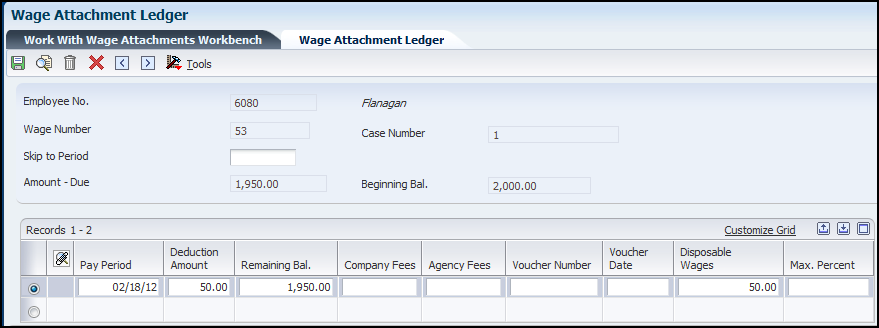 Wage Attachment Ledger
Work With Wage Attachments Workbench Wage Attachment Ledger
Tools
Employee No. 6080 Flanagan
Wage Number 53 Case Number 1
Skip to Period
Amount - Due 1,950.00 Beginning Bal. 2,000.00
Records 1 - 2 Customize Grid
Pay Period Deduction Amount Remaining Bal. Company Fees Agency Fees Voucher Number Voucher Date Disposable Wages Max. Percent
02/18/12 50.00 1,950.00 50.00